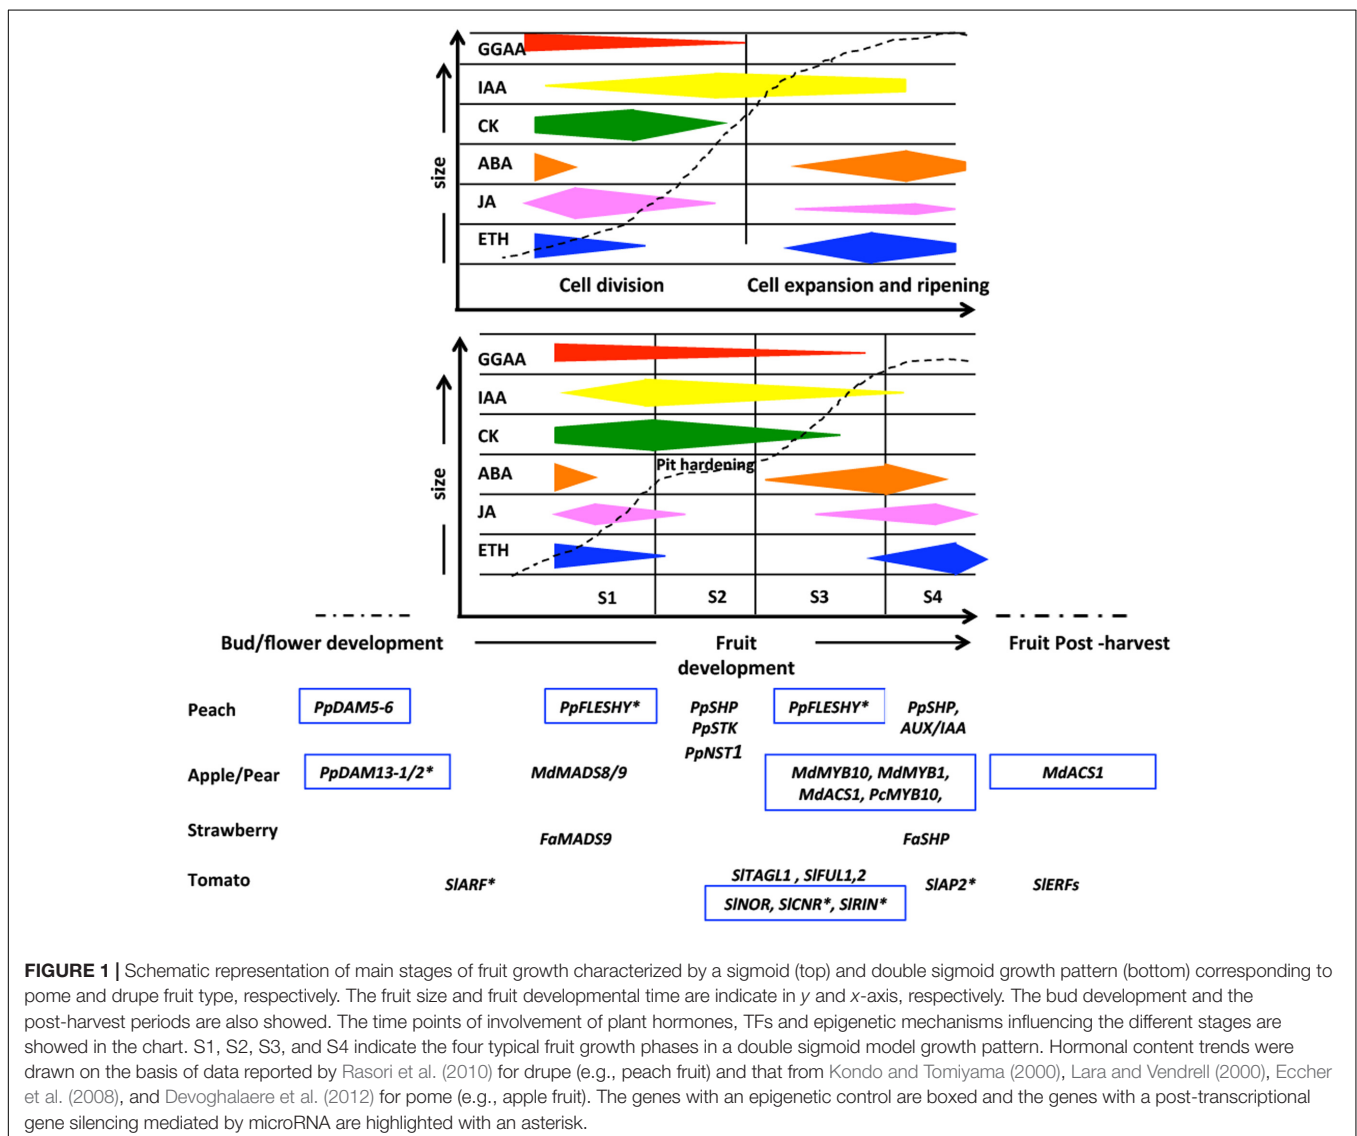 GGAA
IAA
CK
ABA
JA
ETH
size
Cell division
Cell expansion and ripening
GGAA
IAA
CK
Pit hardening
ABA
JA
ETH
size
S1 S2 S3 S4
Bud/flower development
Fruit
development
Fruit Post -harvest
Peach
PpDAM5-6
PpFLESHY*
PpSHP
PpSTK
PpNST1
PpFLESHY*
PpSHP,
AUX/IAA
Apple/Pear
PpDAM13-1/2*
MdMADS8/9
MdMYB10, MdMYB1,
MdACS1, PcMYB10,
MdACS1
Strawberry
FaMADS9
FaSHP
Tomato
SlARF*
SlTAGL1 , SlFUL1,2
SlNOR, SlCNR*, SlRIN*
SlAP2*
SlERFs
FIGURE 1 | Schematic representation of main stages of fruit growth characterized by a sigmoid (top) and double sigmoid growth pattern (bottom) corresponding to
pome and drupe fruit type, respectively. The fruit size and fruit developmental time are indicate in y and x-axis, respectively. The bud development and the
post-harvest periods are also showed. The time points of involvement of plant hormones, TFs and epigenetic mechanisms influencing the different stages are
showed in the chart. S1, S2, S3, and S4 indicate the four typical fruit growth phases in a double sigmoid model growth pattern. Hormonal content trends were
drawn on the basis of data reported by Rasori et al. (2010) for drupe (e.g., peach fruit) and that from Kondo and Tomiyama (2000), Lara and Vendrell (2000), Eccher
et al. (2008), and Devoghalaere et al. (2012) for pome (e.g., apple fruit). The genes with an epigenetic control are boxed and the genes with a post-transcriptional
gene silencing mediated by microRNA are highlighted with an asterisk.